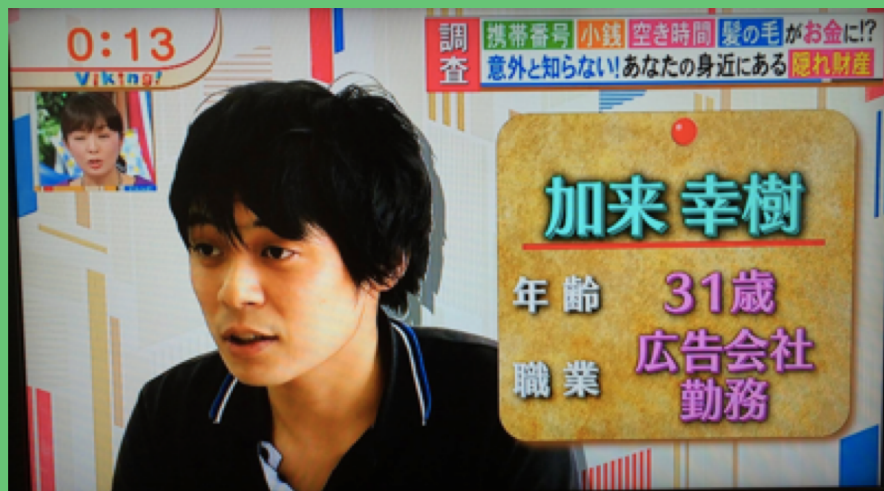 0:13
Viking!
調査
携帯番号 小銭 空き時間 髪の毛がお金に!?
意外と知らない!あなたの身近にある隠れ財産
加来 幸樹
年齢 31歳
職業 広告会社
勤務